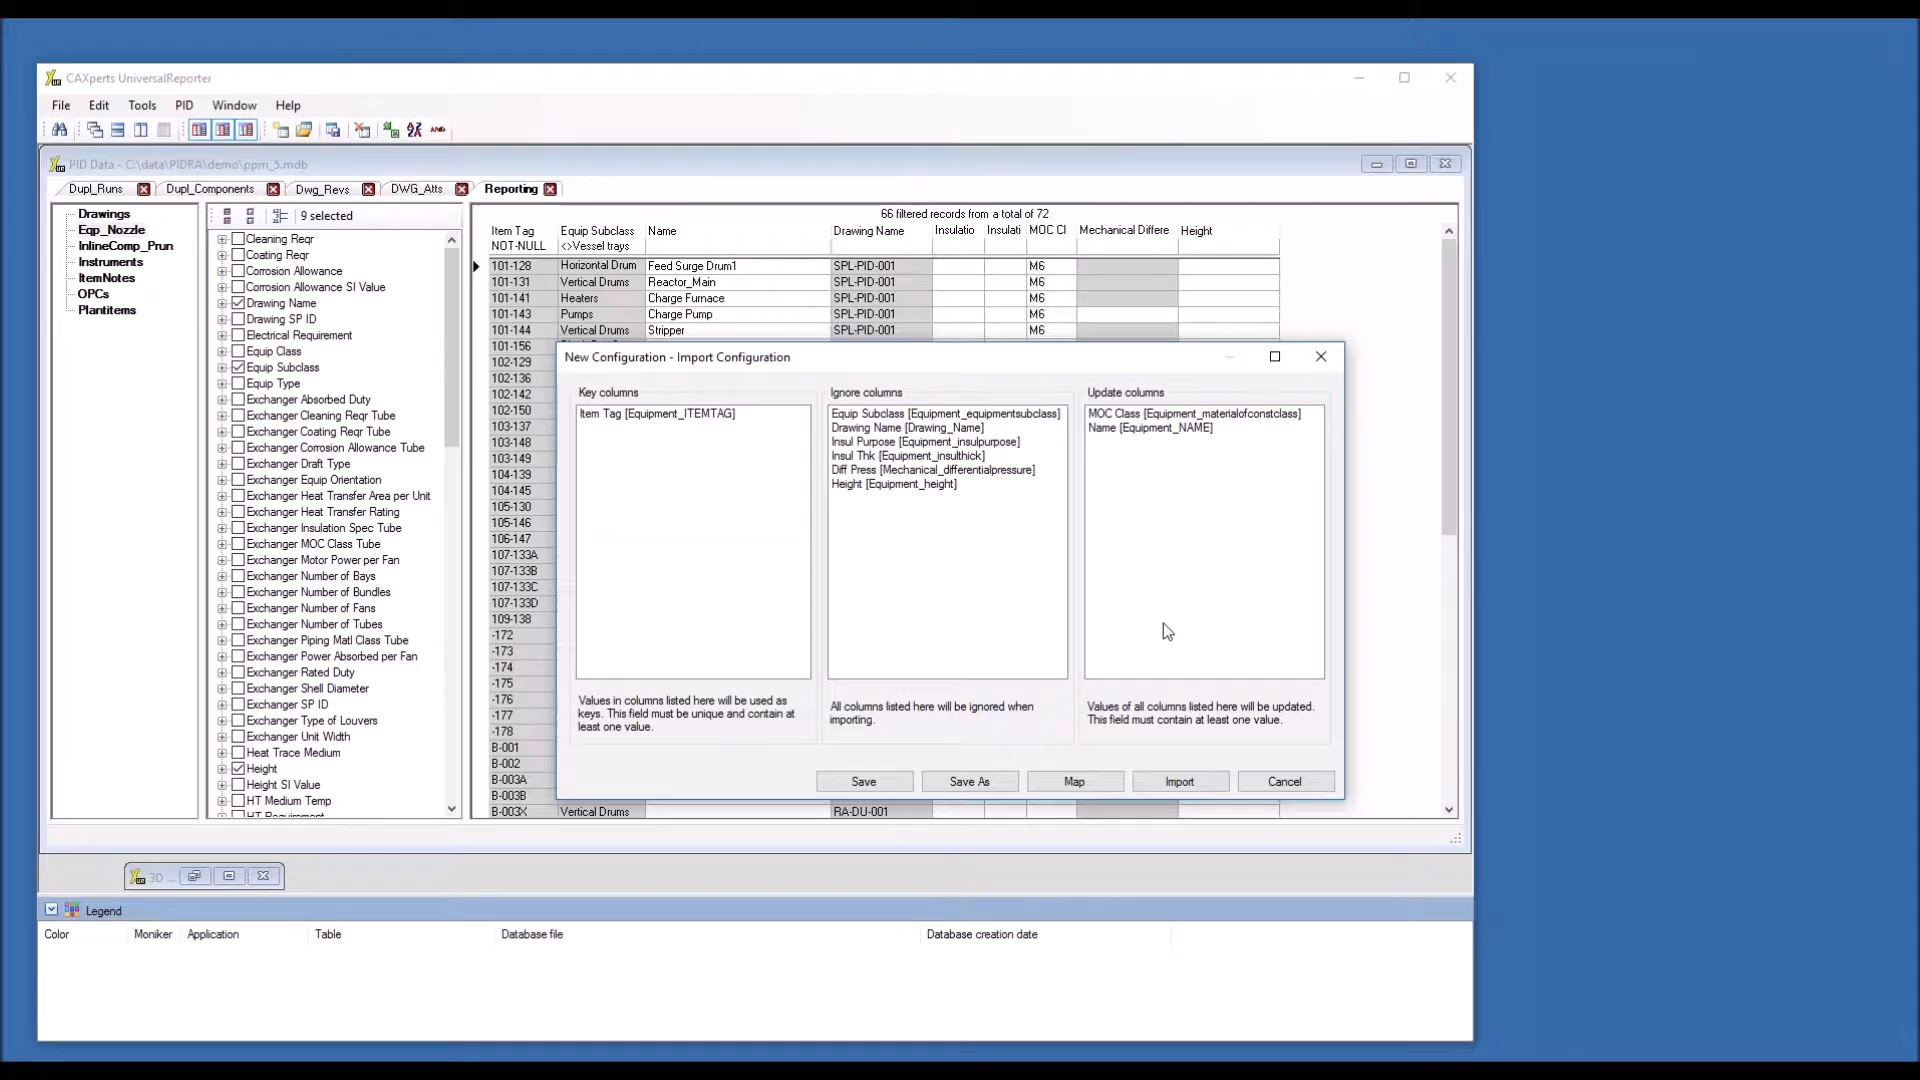 CAXperts UniversalReporter
File Edit Tools PID Window Help
PID Data - C:\data\PIDRA\demo\ppm_5.mdb
Dupl_Runs Dupl_Components Dwg_Revs DWG_Atts Reporting
Drawings
Eqp_Nozzle
InlineComp_Prun
Instruments
ItemNotes
OPCs
Plantitems
9 selected
Cleaning Reqr
Coating Reqr
Corrosion Allowance
Corrosion Allowance SI Value
Drawing Name
Drawing SP ID
Electrical Requirement
Equip Class
Equip Subclass
Equip Type
Exchanger Absorbed Duty
Exchanger Cleaning Reqr Tube
Exchanger Coating Reqr Tube
Exchanger Corrosion Allowance Tube
Exchanger Draft Type
Exchanger Equip Orientation
Exchanger Heat Transfer Area per Unit
Exchanger Heat Transfer Rating
Exchanger Insulation Spec Tube
Exchanger MOC Class Tube
Exchanger Motor Power per Fan
Exchanger Number of Bays
Exchanger Number of Bundles
Exchanger Number of Fans
Exchanger Number of Tubes
Exchanger Piping Matl Class Tube
Exchanger Power Absorbed per Fan
Exchanger Rated Duty
Exchanger Shell Diameter
Exchanger SP ID
Exchanger Type of Louvers
Exchanger Unit Width
Heat Trace Medium
Height
Height SI Value
HT Medium Temp
HT Requirement
66 filtered records from a total of 72
Item Tag Equip Subclass Name Drawing Name Insulatio Insulati MOC Cl Mechanical Differe Height
NOT-NULL <>Vessel trays
101-128 Horizontal Drum Feed Surge Drum1 SPL-PID-001 M6
101-131 Vertical Drums Reactor_Main SPL-PID-001 M6
101-141 Heaters Charge Furnace SPL-PID-001 M6
101-143 Pumps Charge Pump SPL-PID-001 M6
101-144 Vertical Drums Stripper SPL-PID-001 M6
101-156
102-129
102-136
102-142
102-150
103-137
103-148
103-149
104-139
104-145
105-130
105-146
106-147
107-133A
107-133B
107-133C
107-133D
109-138
-172
-173
-174
-175
-176
-177
-178
B-001
B-002
B-003A
B-003B
B-003X Vertical Drums RA-DU-001
New Configuration - Import Configuration
Key columns
Item Tag [Equipment_ITEMTAG]
Values in columns listed here will be used as
keys. This field must be unique and contain at
least one value.
Ignore columns
Equip Subclass [Equipment_equipmentsubclass]
Drawing Name [Drawing_Name]
Insul Purpose [Equipment_insulpurpose]
Insul Thk [Equipment_insulthick]
Diff Press [Mechanical_differentialpressure]
Height [Equipment_height]
All columns listed here will be ignored when
importing.
Update columns
MOC Class [Equipment_materialofconstclass]
Name [Equipment_NAME]
Values of all columns listed here will be updated.
This field must contain at least one value.
Save Save As Map Import Cancel
3D ...
Legend
Color Moniker Application Table Database file Database creation date